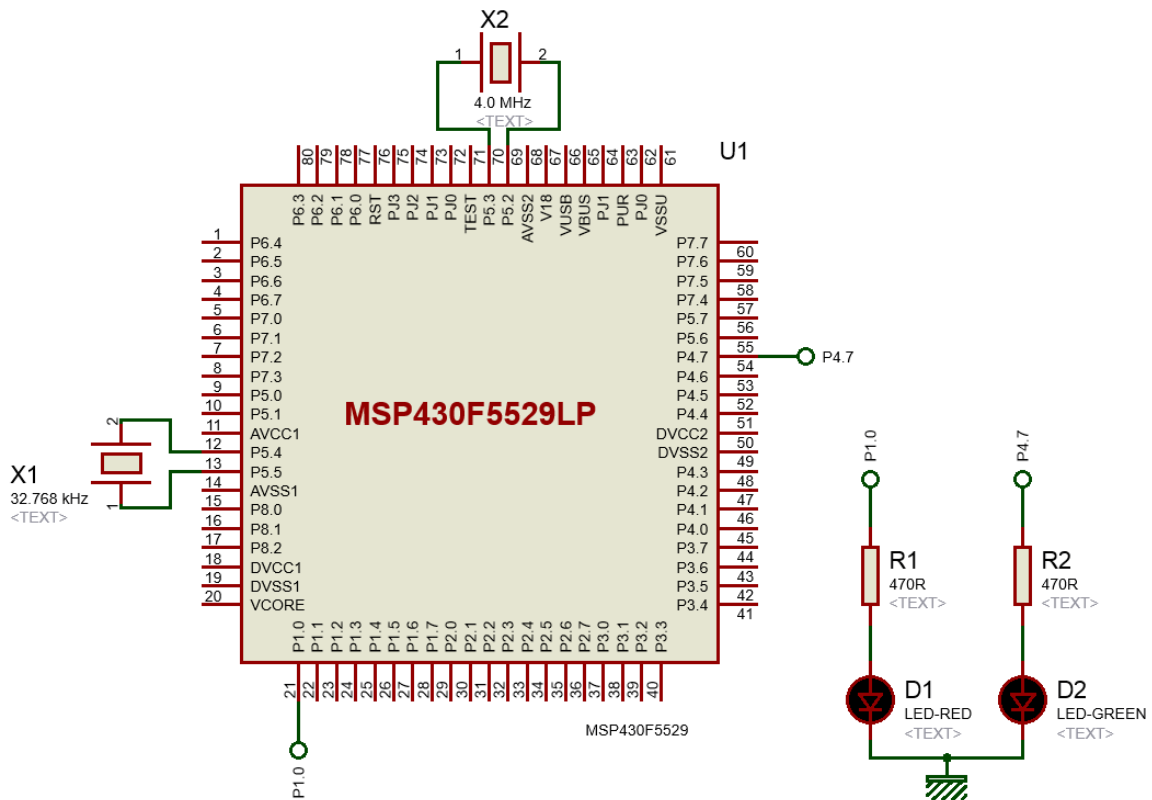 X2
1
2
4.0 MHz
<TEXT>
U1
80
79
78
77
76
75
74
73
72
71
70
69
68
67
66
65
64
63
62
61
P6.3
P6.2
P6.1
P6.0
RST
PJ3
PJ2
PJ1
PJ0
TEST
P5.3
P5.2
AVSS2
V18
VUSB
VBUS
PJ1
PUR
PJ0
VSSU
1 P6.4
2 P6.5
3 P6.6
4 P6.7
5 P7.0
6 P7.1
7 P7.2
8 P7.3
9 P5.0
10 P5.1
11 AVCC1
12 P5.4
13 P5.5
14 AVSS1
15 P8.0
16 P8.1
17 P8.2
18 DVCC1
19 DVSS1
20 VCORE
P7.7 60
P7.6 59
P7.5 58
P7.4 57
P5.7 56
P5.6 55
P4.7 54
P4.6 53
P4.5 52
P4.4 51
DVCC2 50
DVSS2 49
P4.3 48
P4.2 47
P4.1 46
P4.0 45
P3.7 44
P3.6 43
P3.5 42
P3.4 41
P4.7
MSP430F5529LP
X1
32.768 kHz
<TEXT>
2
1
P1.0
P1.1
P1.2
P1.3
P1.4
P1.5
P1.6
P1.7
P2.0
P2.1
P2.2
P2.3
P2.4
P2.5
P2.6
P2.7
P3.0
P3.1
P3.2
P3.3
21
22
23
24
25
26
27
28
29
30
31
32
33
34
35
36
37
38
39
40
MSP430F5529
P1.0
P1.0
P4.7
R1
470R
<TEXT>
R2
470R
<TEXT>
D1
LED-RED
<TEXT>
D2
LED-GREEN
<TEXT>